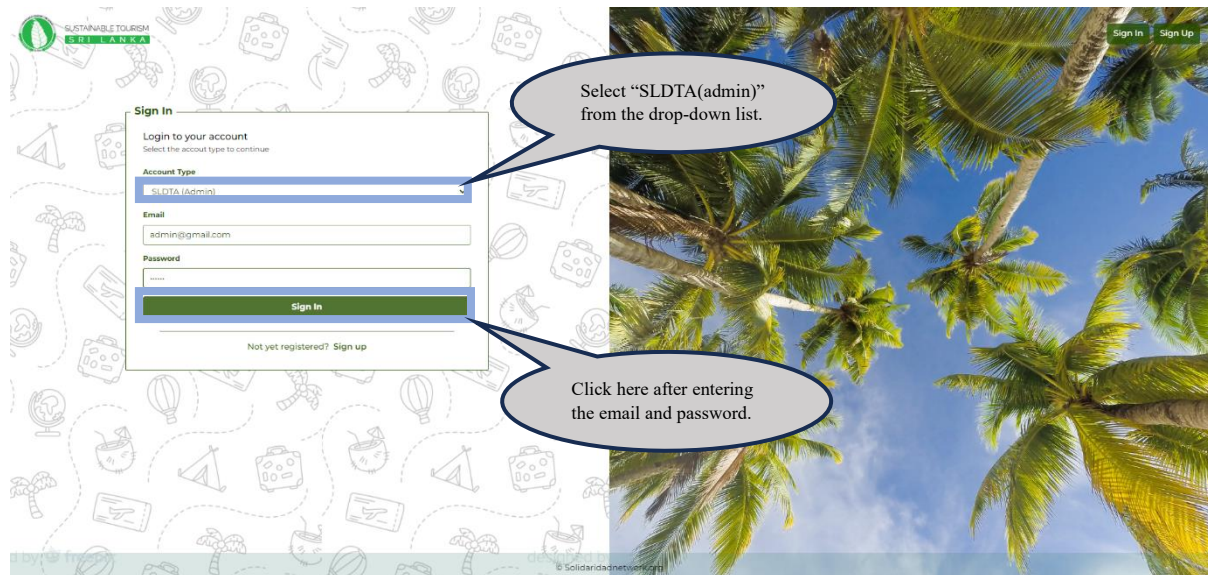 SUSTAINABLE TOURISM
SRI LANKA
Sign In Sign Up
Select “SLDTA(admin)”
from the drop-down list.
Sign In
Login to your account
Select the accout type to continue
Account Type
SLDTA (Admin)
Email
admin@gmail.com
Password
······
Sign In
Not yet registered? Sign up
Click here after entering
the email and password.
designed by
© Solidaridadnetwork.org